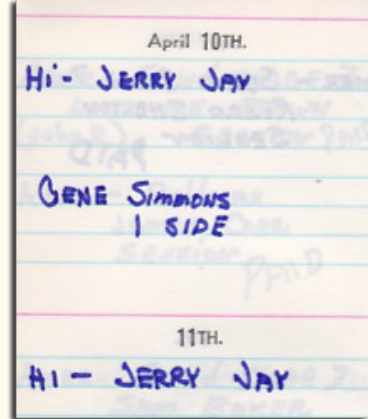 April 10TH.
Hi - JERRY JAY
GENE SIMMONS
1 SIDE
11TH.
HI - JERRY JAY